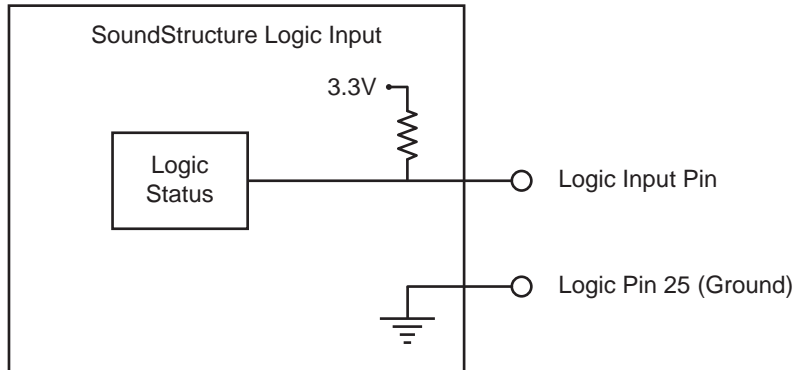 SoundStructure Logic Input
3.3V
Logic
Status
Logic Input Pin
Logic Pin 25 (Ground)